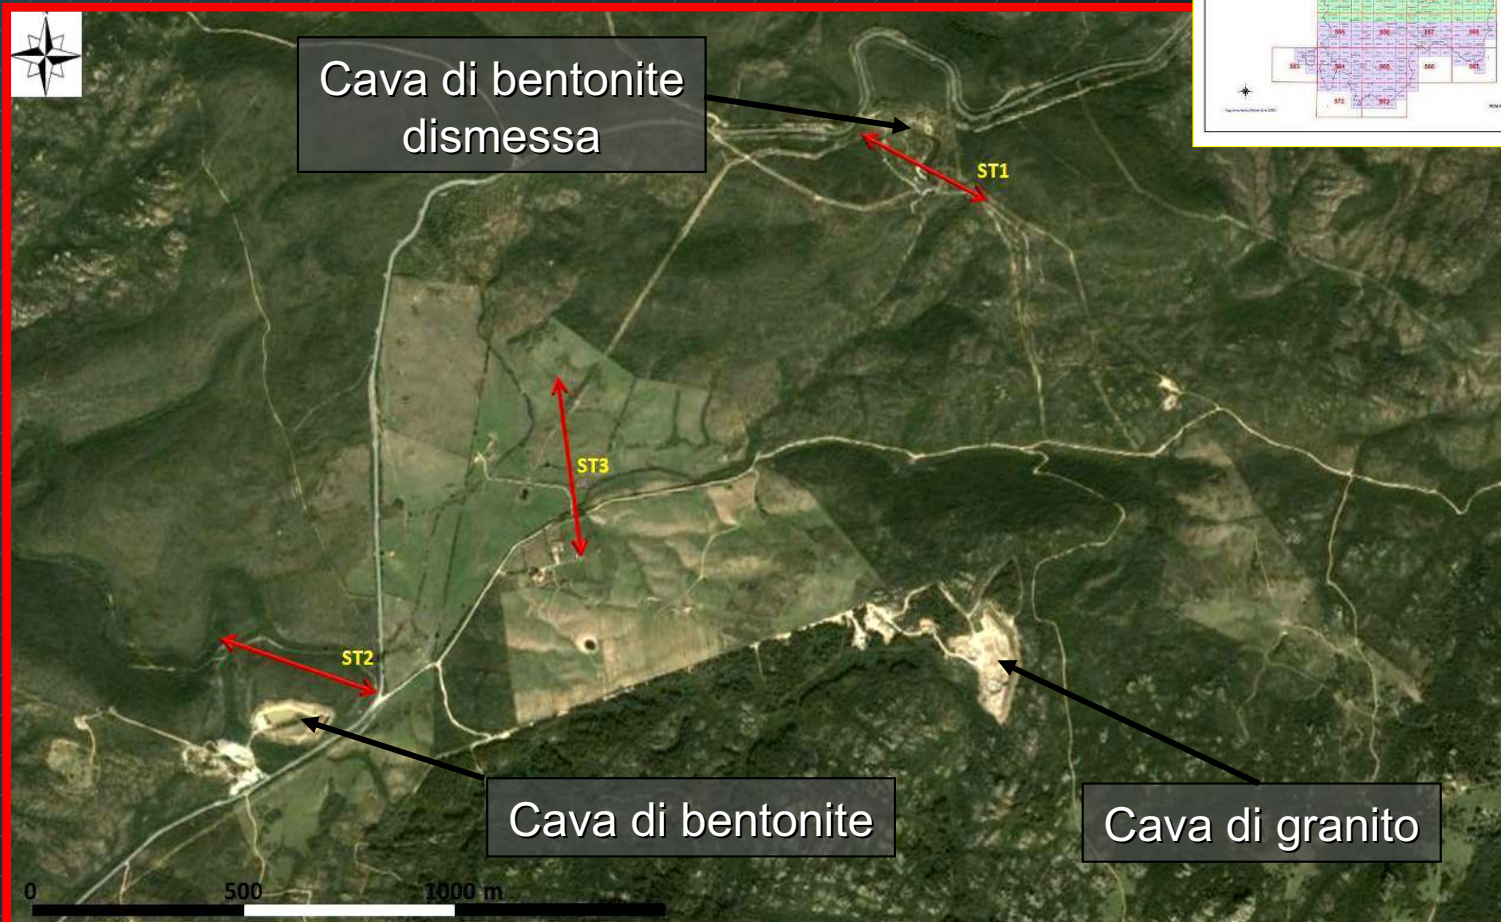 Cava di bentonite
dismessa
ST1
ST3
ST2
Cava di bentonite
Cava di granito
0 500 1000 m